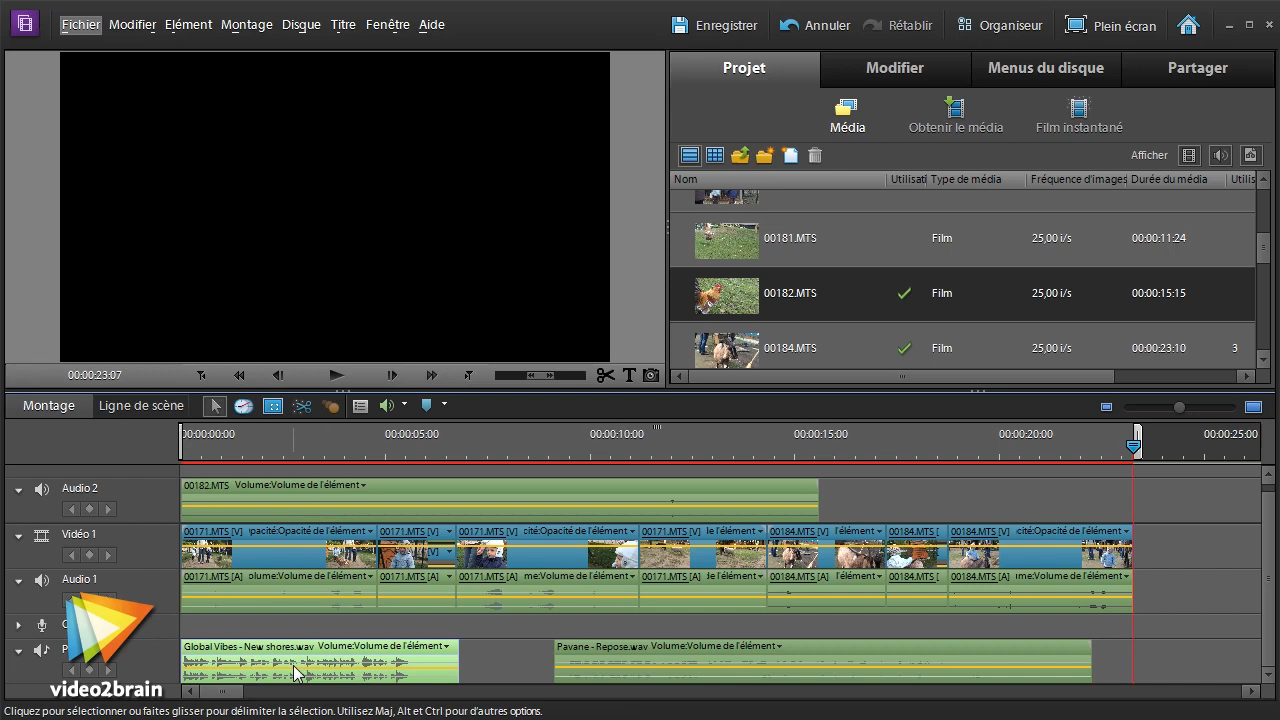 Fichier Modifier Elément Montage Disque Titre Fenêtre Aide
Enregistrer Annuler Rétablir Organiseur Plein écran
Projet Modifier Menus du disque Partager
Média Obtenir le média Film instantané
Afficher
Nom Utilisati Type de média Fréquence d'images Durée du média Utilis
00181.MTS Film 25,00 i/s 00:00:11:24
00182.MTS Film 25,00 i/s 00:00:15:15
00184.MTS Film 25,00 i/s 00:00:23:10 3
00:00:23:07
Montage Ligne de scène
00:00:00:00 00:00:05:00 00:00:10:00 00:00:15:00 00:00:20:00 00:00:25:00
Audio 2
00182.MTS Volume:Volume de l'élément
Vidéo 1
00171.MTS [V] pacité:Opacité de l'élément 00171.MTS [V] 00171.MTS [V] cité:Opacité de l'élément 00171.MTS [V] le l'élément 00184.MTS [V] l'élément 00184.MTS [ 00184.MTS [V] cité:Opacité de l'élément
[V]
Audio 1
00171.MTS [A] olume:Volume de l'élément 00171.MTS [A] 00171.MTS [A] me:Volume de l'élément 00171.MTS [A] le l'élément 00184.MTS [A] l'élément 00184.MTS [ 00184.MTS [A] ume:Volume de l'élément
Global Vibes - New shores.wav Volume:Volume de l'élément
Pavane - Repose.wav Volume:Volume de l'élément
video2brain
Cliquez pour sélectionner ou faites glisser pour délimiter la sélection. Utilisez Maj, Alt et Ctrl pour d'autres options.